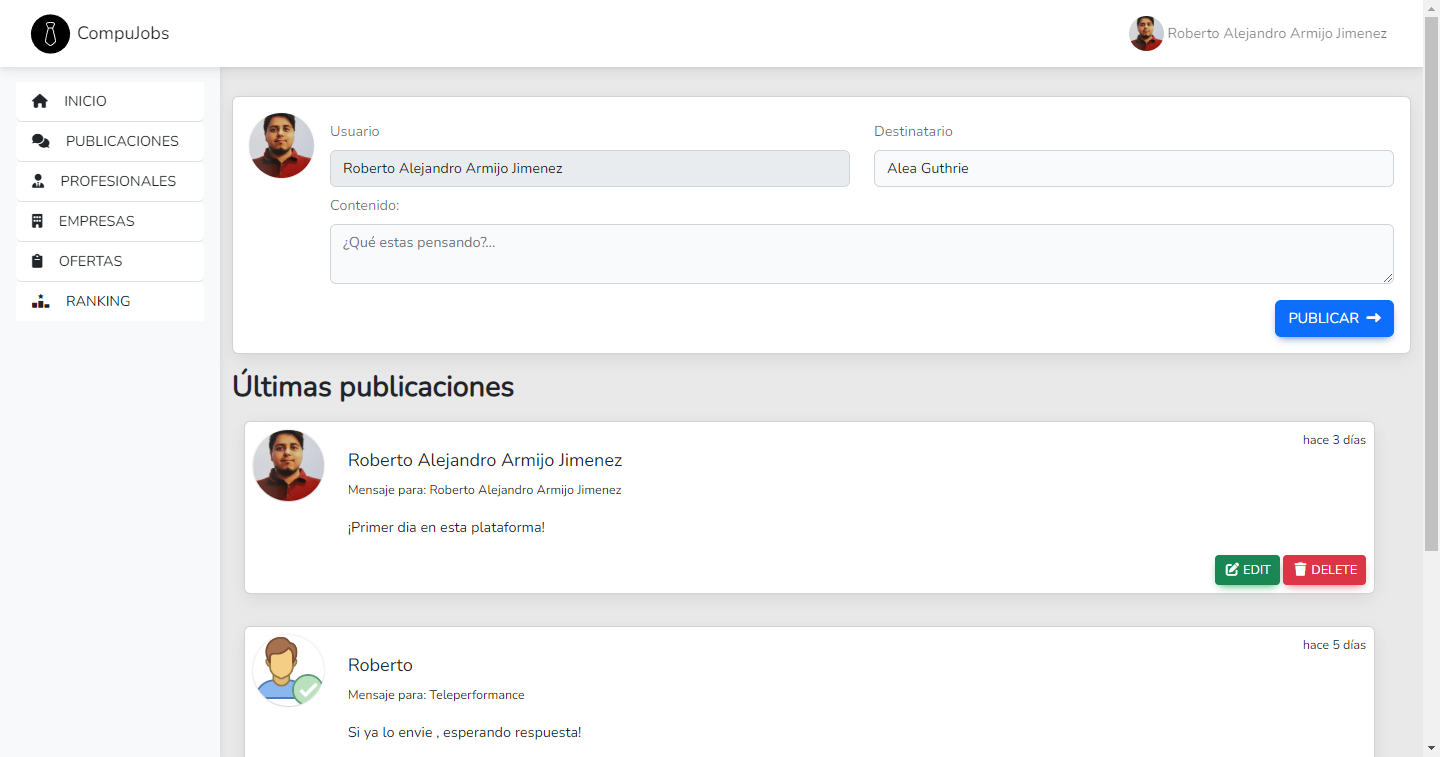 CompuJobs
Roberto Alejandro Armijo Jimenez
INICIO
PUBLICACIONES
PROFESIONALES
EMPRESAS
OFERTAS
RANKING
Usuario
Destinatario
Roberto Alejandro Armijo Jimenez
Alea Guthrie
Contenido:
¿Qué estas pensando?...
PUBLICAR
Últimas publicaciones
hace 3 días
Roberto Alejandro Armijo Jimenez
Mensaje para: Roberto Alejandro Armijo Jimenez
¡Primer dia en esta plataforma!
EDIT
DELETE
hace 5 días
Roberto
Mensaje para: Teleperformance
Si ya lo envie , esperando respuesta!